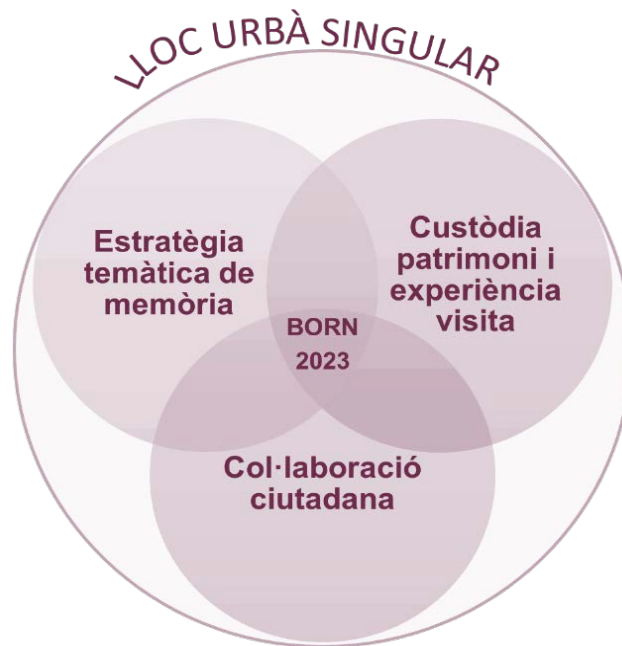 LLOC URBÀ SINGULAR
Estratègia
temàtica de
memòria
Custòdia
patrimoni i
experiència
visita
BORN
2023
Col·laboració
ciutadana